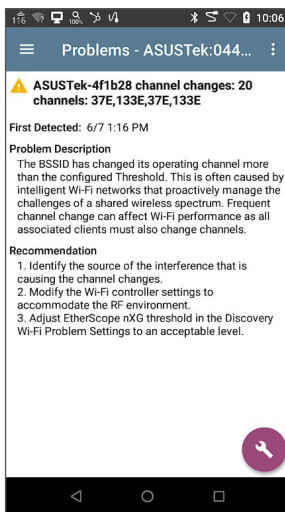 116
100%
10:06
Problems - ASUSTek:044...
ASUSTek-4f1b28 channel changes: 20
channels: 37E,133E,37E,133E
First Detected: 6/7 1:16 PM
Problem Description
The BSSID has changed its operating channel more
than the configured Threshold. This is often caused by
intelligent Wi-Fi networks that proactively manage the
challenges of a shared wireless spectrum. Frequent
channel change can affect Wi-Fi performance as all
associated clients must also change channels.
Recommendation
1. Identify the source of the interference that is
causing the channel changes.
2. Modify the Wi-Fi controller settings to
accommodate the RF environment.
3. Adjust EtherScope nXG threshold in the Discovery
Wi-Fi Problem Settings to an acceptable level.